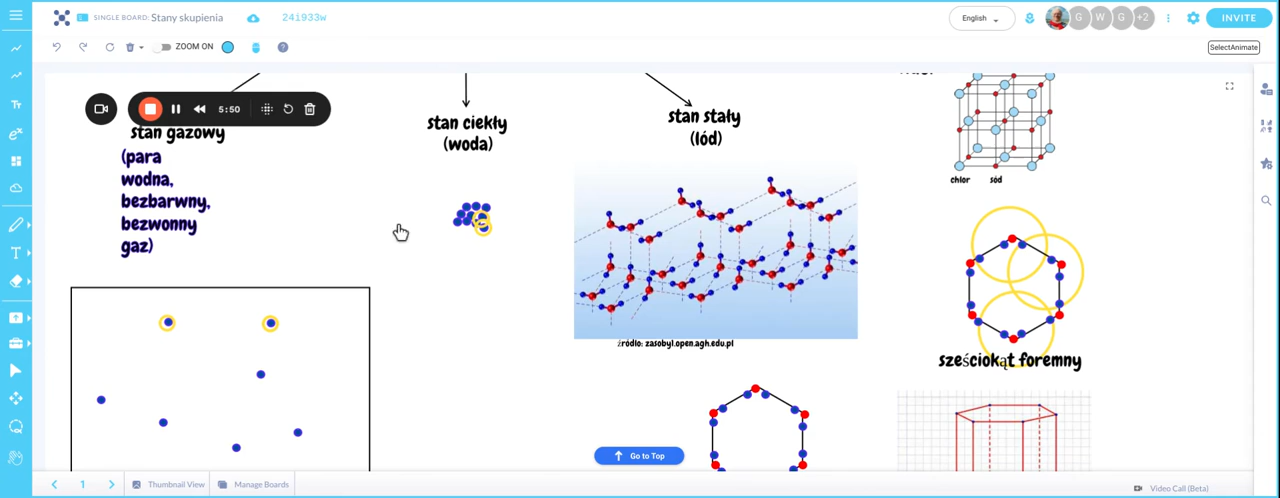 SINGLE BOARD: Stany skupienia
24i933w
English
G W G +2
INVITE
ZOOM ON
SelectAnimate
5:50
stan gazowy
(para
wodna,
bezbarwny,
bezwonny
gaz)
stan ciekły
(woda)
stan stały
(lód)
źródło: zasobyl.open.agh.edu.pl
chlor sód
sześciokąt foremny
Go to Top
1
Thumbnail View
Manage Boards
Video Call (Beta)